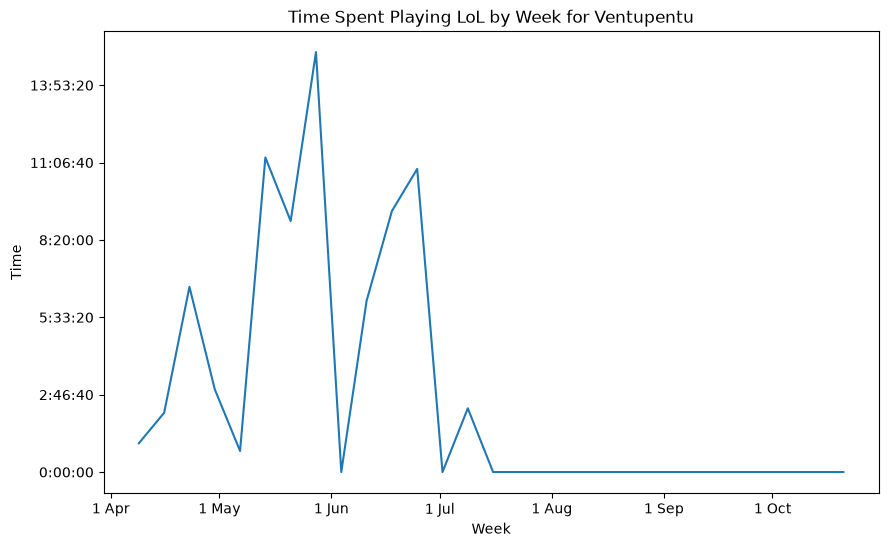 Time Spent Playing LoL by Week for Ventupentu
Time
13:53:20
11:06:40
8:20:00
5:33:20
2:46:40
0:00:00
1 Apr 1 May 1 Jun 1 Jul 1 Aug 1 Sep 1 Oct
Week